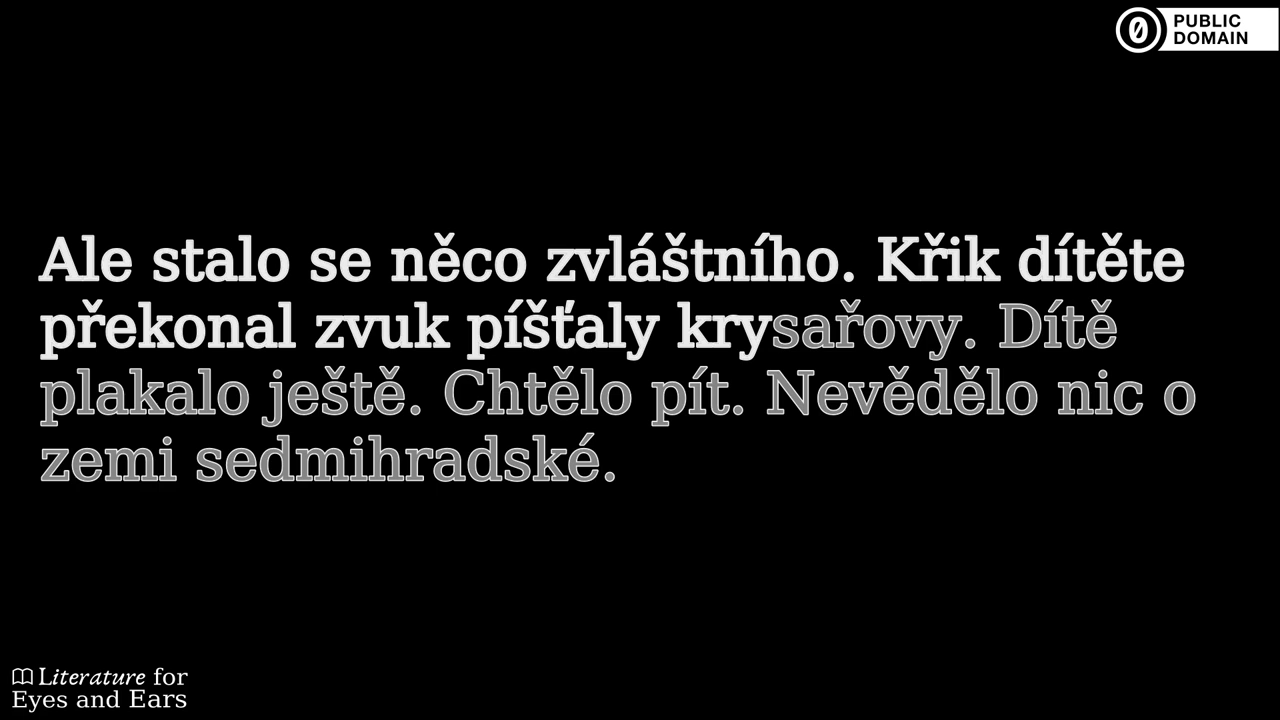 PUBLIC
DOMAIN
Ale stalo se něco zvláštního. Křik dítěte
překonal zvuk píšťaly krysařovy. Dítě
plakalo ještě. Chtělo pít. Nevědělo nic o
zemi sedmihradské.
Literature for
Eyes and Ears